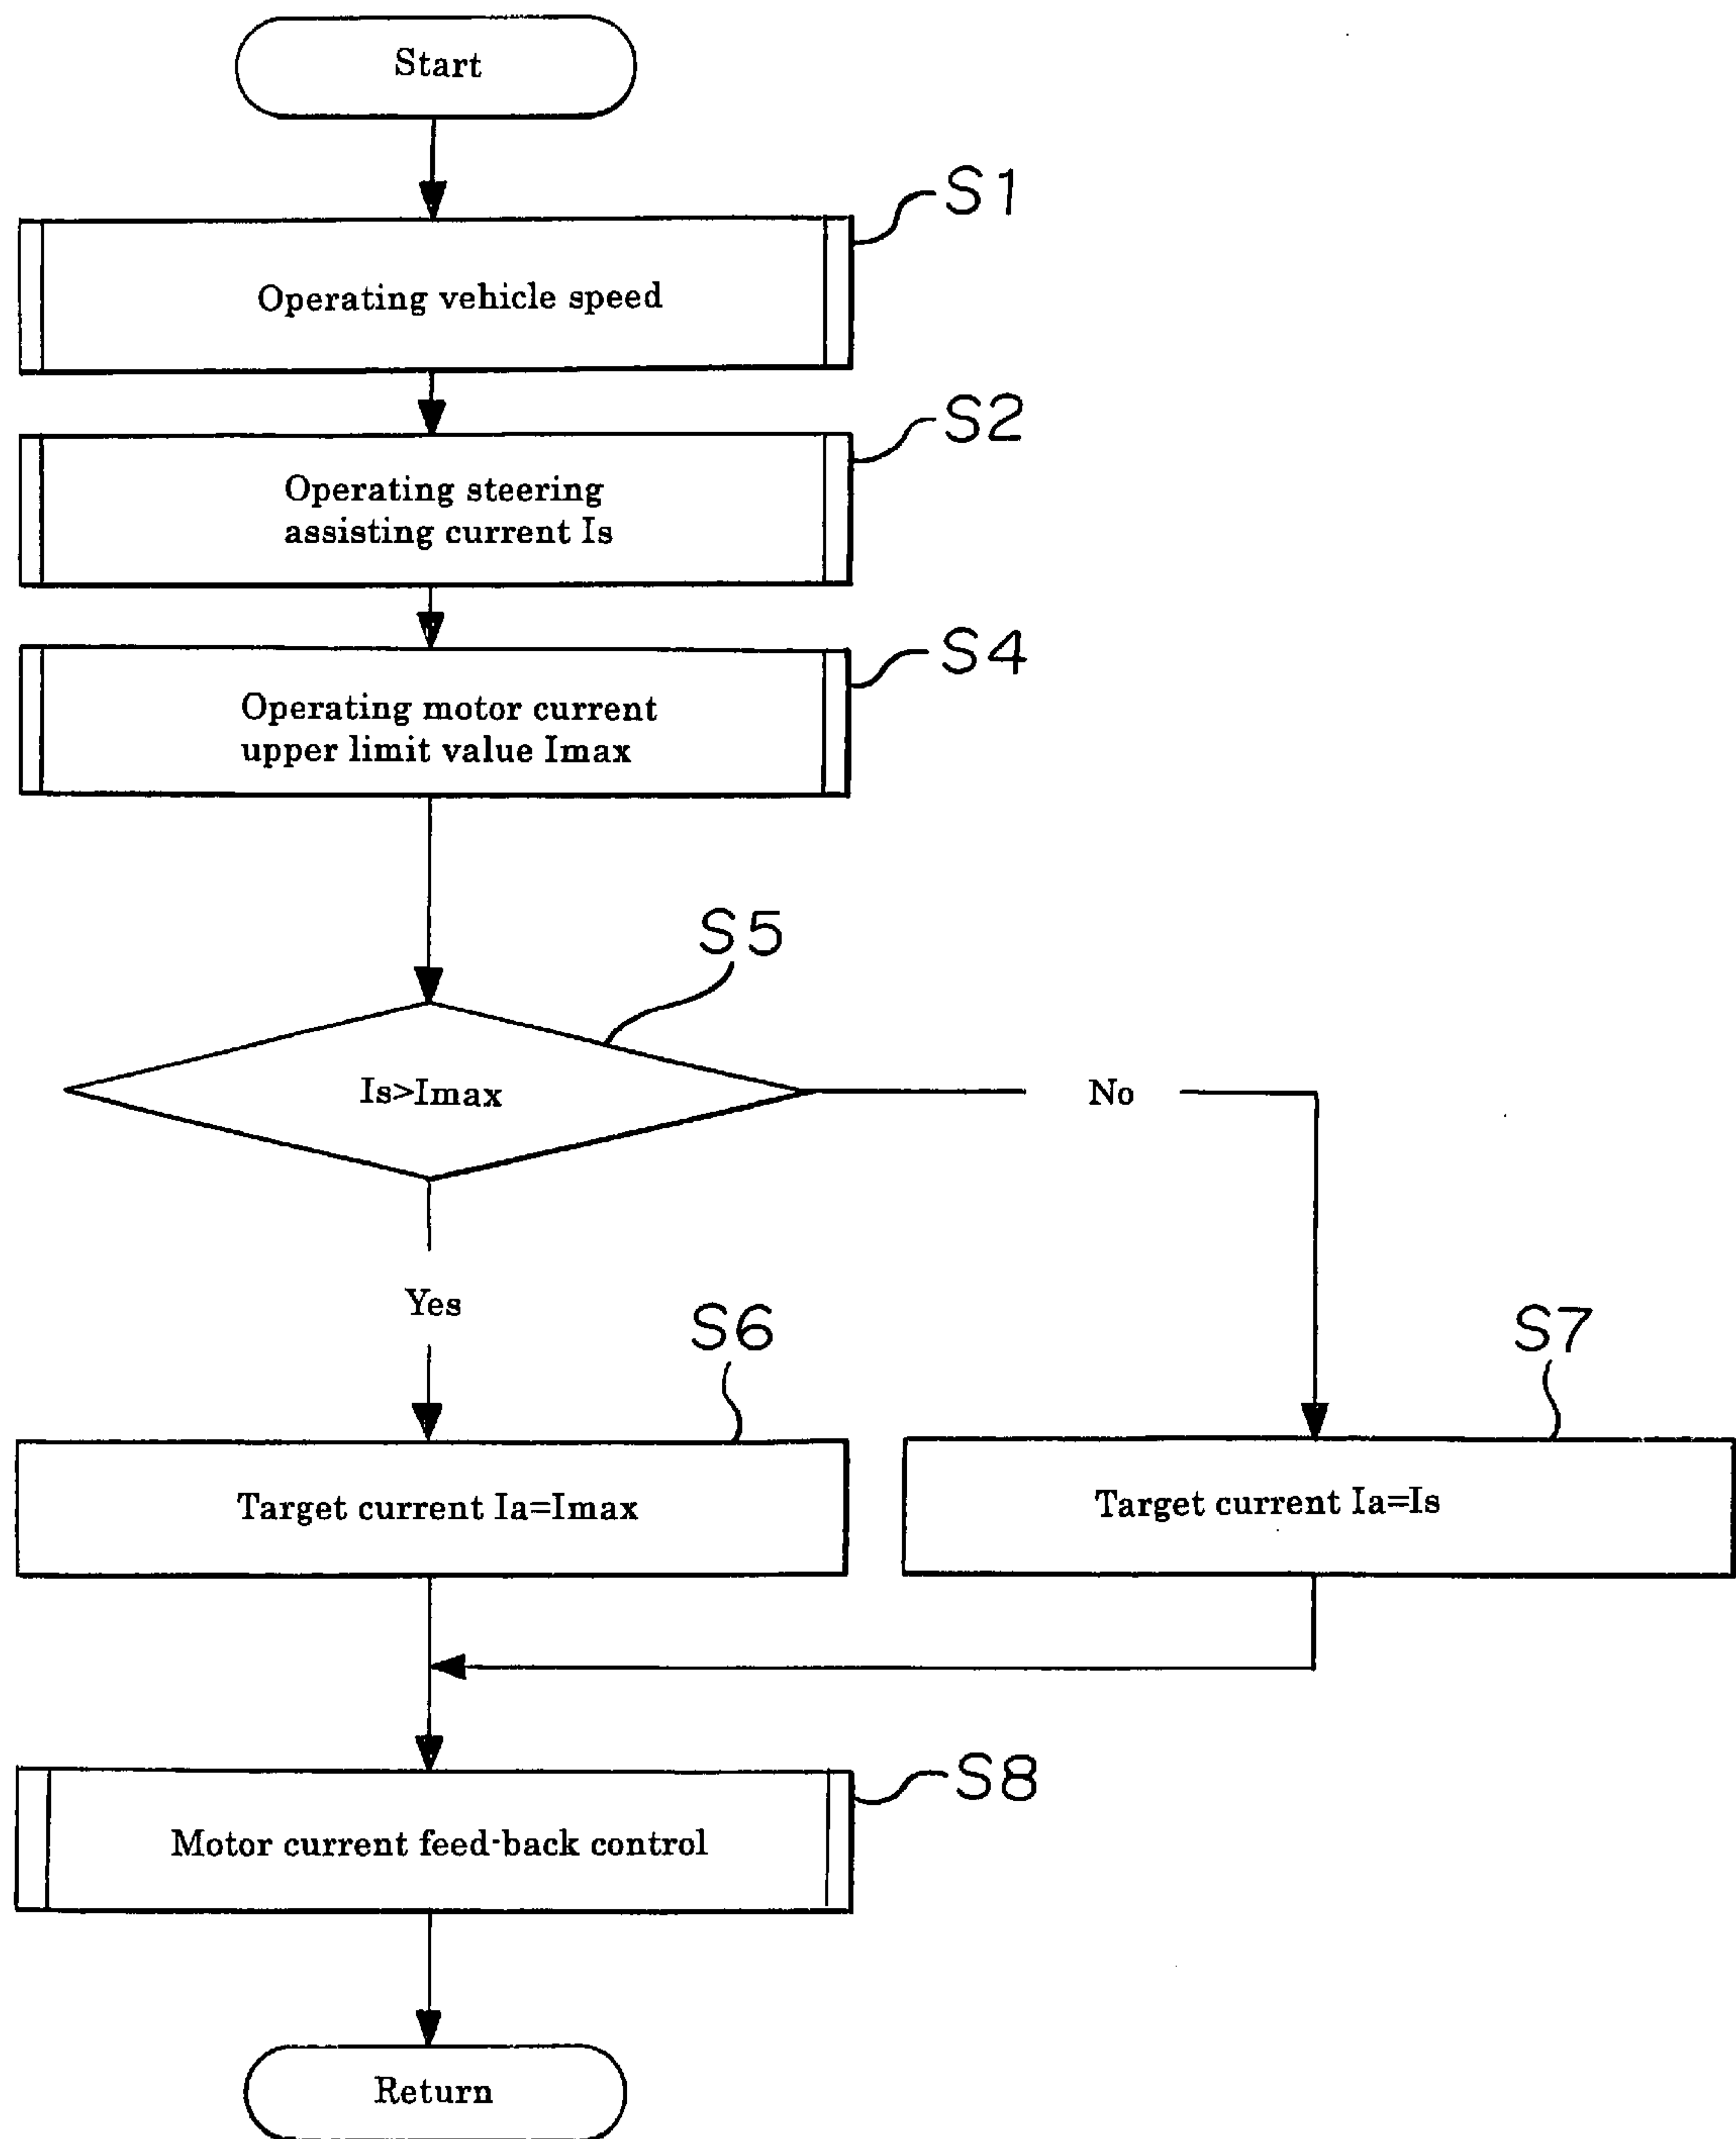 Start
S1
Operating vehicle speed
S2
Operating steering
assisting current Is
S4
Operating motor current
upper limit value Imax
S5
Is>Imax
No
Yes
S6
S7
Target current Ia=Imax
Target current Ia=Is
S8
Motor current feed-back control
Return